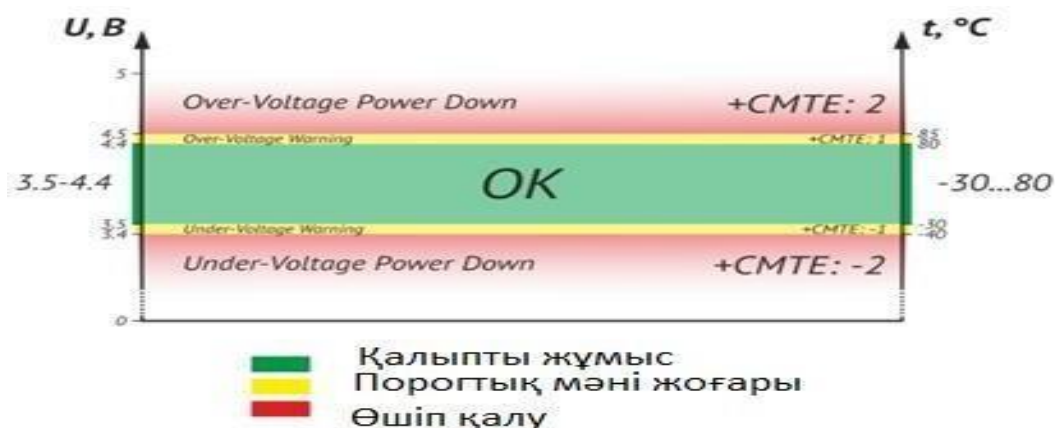 U, B t, °C
5
Over-Voltage Power Down +CMTE: 2
4.5 Over-Voltage Warning +CMTE: 1 85
4.4 80
3.5-4.4 OK -30...80
3.5 Under-Voltage Warning +CMTE: -1 -30
3.4 -40
Under-Voltage Power Down +CMTE: -2
0
Қалыпты жұмыс
Порогтық мәні жоғары
Өшіп қалу